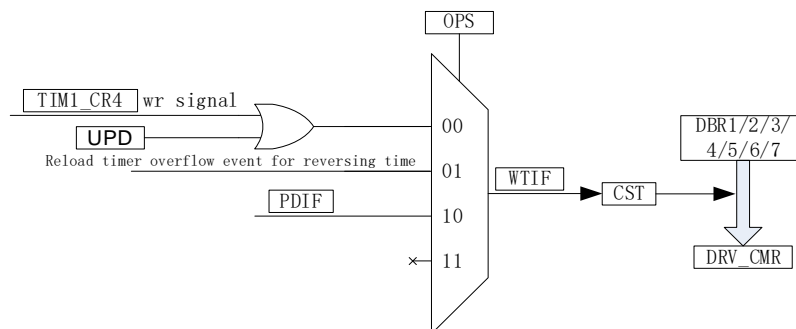 OPS
TIM1_CR4 wr signal
UPD
00
Reload timer overflow event for reversing time
01
PDIF
10
11
WTIF
CST
DBR1/2/3/
4/5/6/7
DRV_CMR